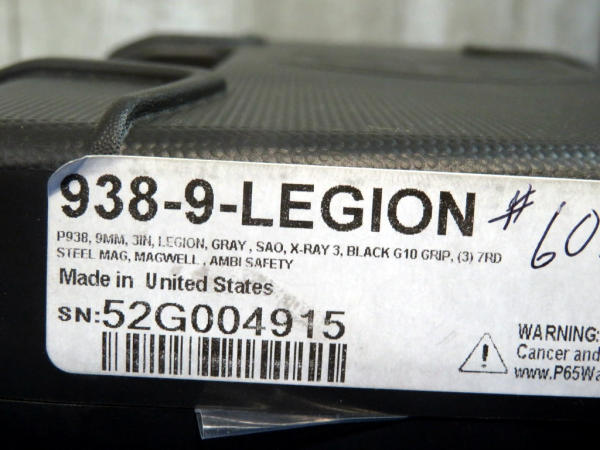 938-9-LEGION
# 60
P938, 9MM, 3IN, LEGION, GRAY , SAO, X-RAY 3, BLACK G10 GRIP, (3) 7RD
STEEL MAG, MAGWELL , AMBI SAFETY
Made in United States
SN:52G004915
WARNING:
Cancer and
www.P65Wa